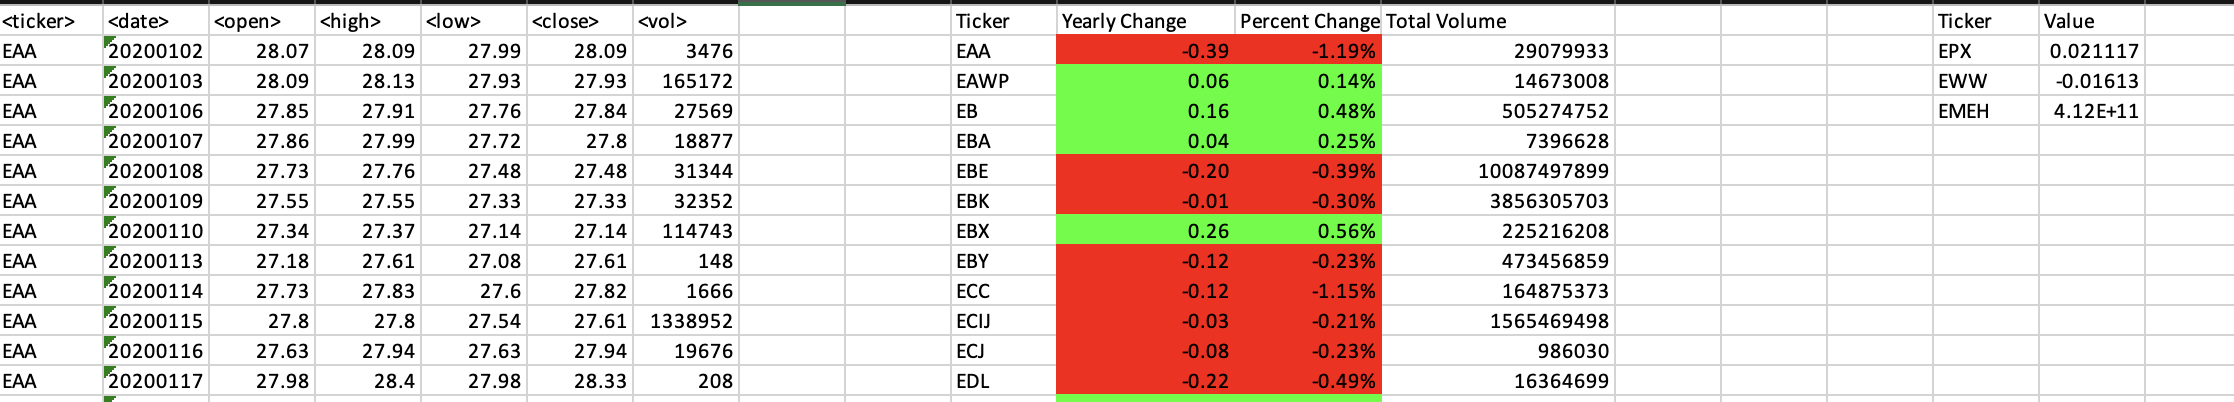 <ticker> <date> <open> <high> <low> <close> <vol> Ticker Yearly Change Percent Change Total Volume Ticker Value
EAA 20200102 28.07 28.09 27.99 28.09 3476 EAA -0.39 -1.19% 29079933 EPX 0.021117
EAA 20200103 28.09 28.13 27.93 27.93 165172 EAWP 0.06 0.14% 14673008 EWW -0.01613
EAA 20200106 27.85 27.91 27.76 27.84 27569 EB 0.16 0.48% 505274752 EMEH 4.12E+11
EAA 20200107 27.86 27.99 27.72 27.8 18877 EBA 0.04 0.25% 7396628
EAA 20200108 27.73 27.76 27.48 27.48 31344 EBE -0.20 -0.39% 10087497899
EAA 20200109 27.55 27.55 27.33 27.33 32352 EBK -0.01 -0.30% 3856305703
EAA 20200110 27.34 27.37 27.14 27.14 114743 EBX 0.26 0.56% 225216208
EAA 20200113 27.18 27.61 27.08 27.61 148 EBY -0.12 -0.23% 473456859
EAA 20200114 27.73 27.83 27.6 27.82 1666 ECC -0.12 -1.15% 164875373
EAA 20200115 27.8 27.8 27.54 27.61 1338952 ECIJ -0.03 -0.21% 1565469498
EAA 20200116 27.63 27.94 27.63 27.94 19676 ECJ -0.08 -0.23% 986030
EAA 20200117 27.98 28.4 27.98 28.33 208 EDL -0.22 -0.49% 16364699